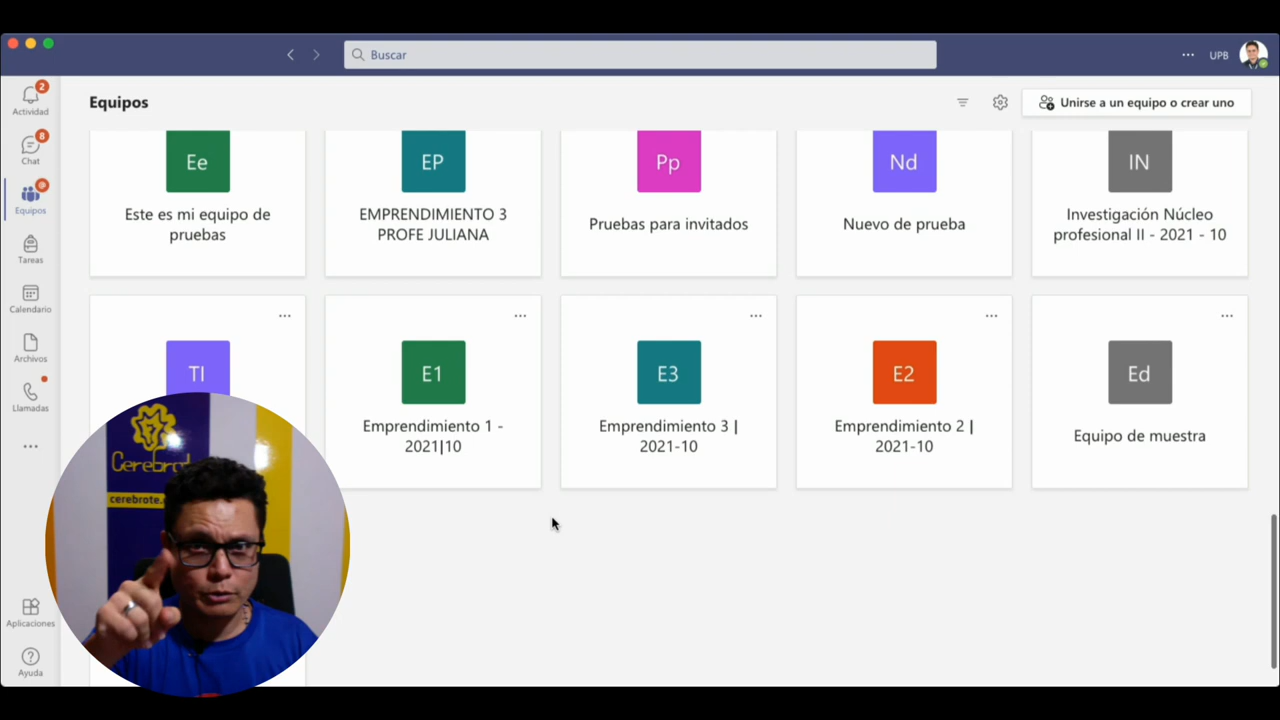 Buscar
UPB
2
Actividad
8
Chat
@
Equipos
Tareas
Calendario
Archivos
Llamadas
Aplicaciones
Ayuda
Equipos
Unirse a un equipo o crear uno
Ee
Este es mi equipo de
pruebas
EP
EMPRENDIMIENTO 3
PROFE JULIANA
Pp
Pruebas para invitados
Nd
Nuevo de prueba
IN
Investigación Núcleo
profesional II - 2021 - 10
TI
E1
Emprendimiento 1 -
2021|10
E3
Emprendimiento 3 |
2021-10
E2
Emprendimiento 2 |
2021-10
Ed
Equipo de muestra
Cerebrot
cerebrote.